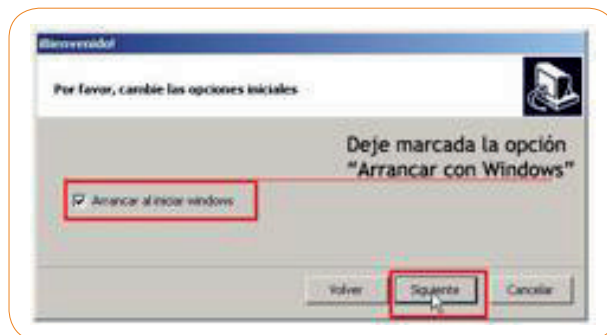 ¡Bienvenido!
Por favor, cambie las opciones iniciales
Deje marcada la opción
"Arrancar con Windows"
Arrancar al iniciar windows
Volver
Siguiente
Cancelar